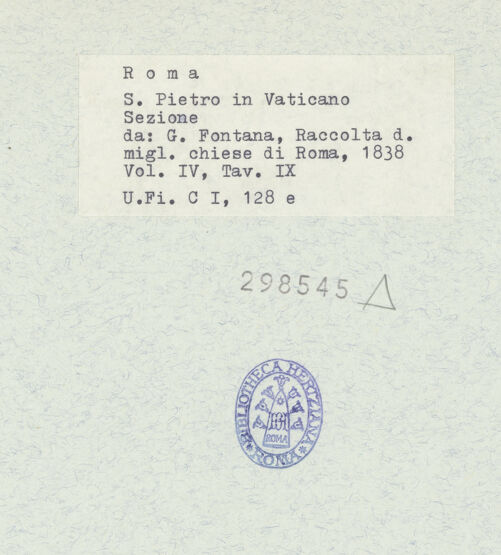 Roma
S. Pietro in Vaticano
Sezione
da: G. Fontana, Raccolta d.
migl. chiese di Roma, 1838
Vol. IV, Tav. IX
U.Fi. C I, 128 e
298545
BIBLIOTHECA HERTZIANA
ROMA
ROMA